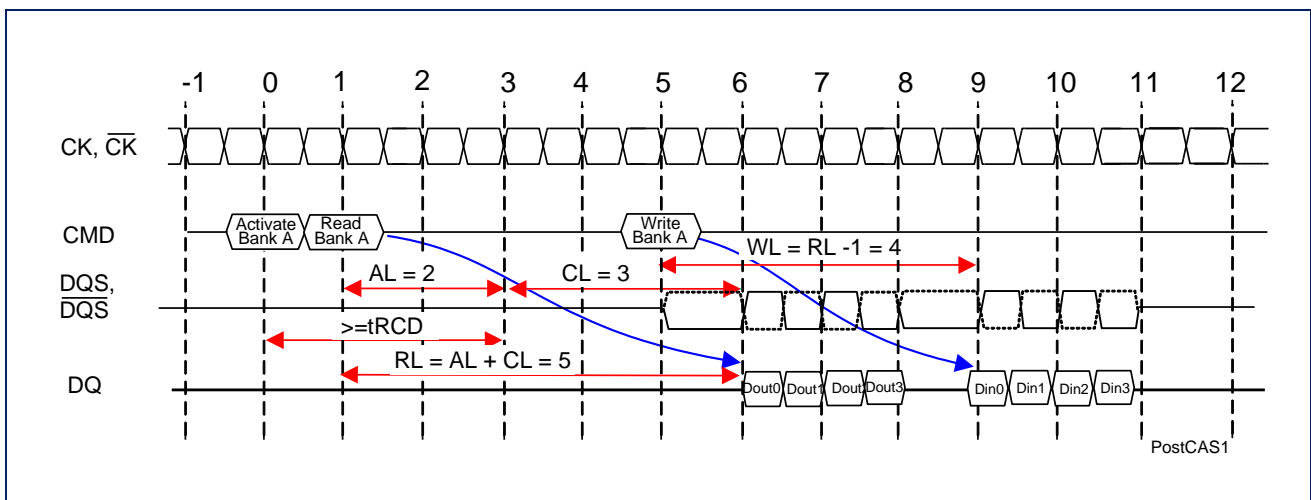 -1 0 1 2 3 4 5 6 7 8 9 10 11 12
CK, C̅K̅
Activate
Bank A
Read
Bank A
Write
Bank A
CMD
WL = RL -1 = 4
AL = 2
CL = 3
DQS,
D̅Q̅S̅
>=tRCD
RL = AL + CL = 5
DQ
Dout0 Dout1 Dout2 Dout3 Din0 Din1 Din2 Din3
PostCAS1